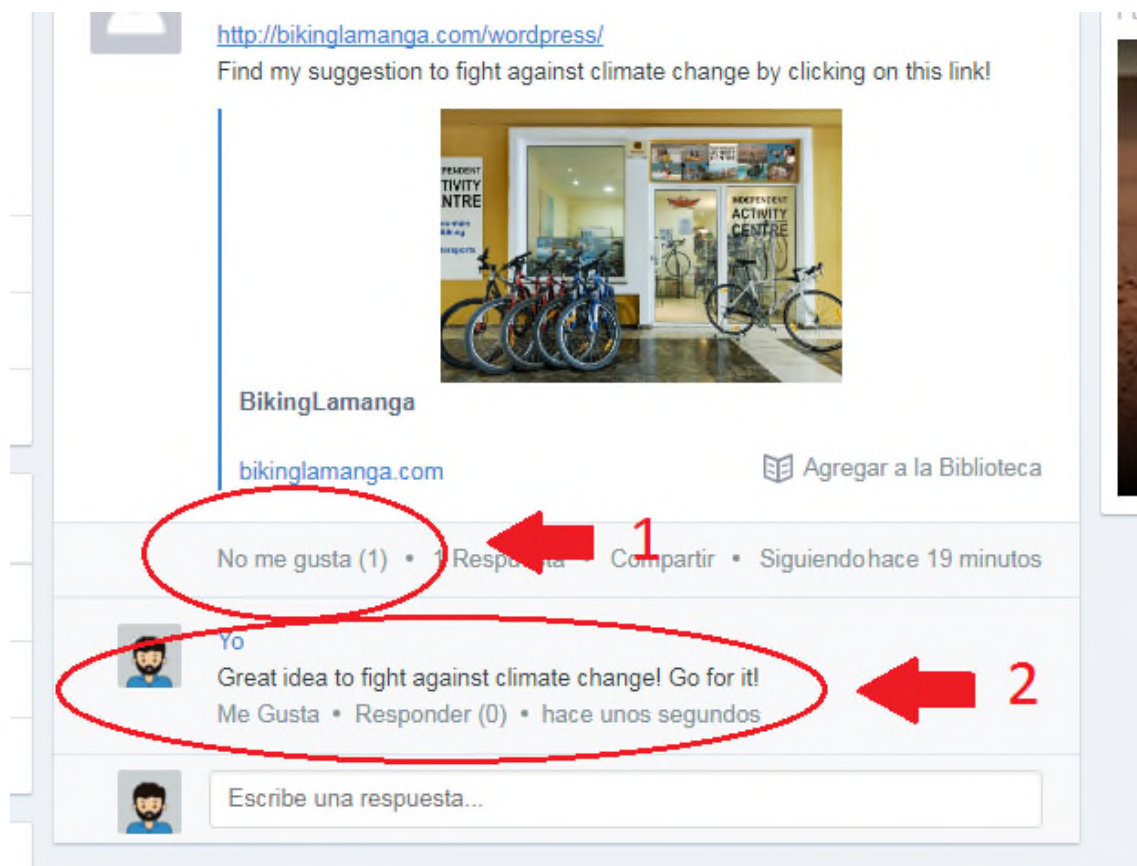 http://bikinglamanga.com/wordpress/
Find my suggestion to fight against climate change by clicking on this link!
ACTIVITY
INDEPENDENT
ACTIVITY
CENTRE
BikingLamanga
bikinglamanga.com
Agregar a la Biblioteca
1
No me gusta (1) • 1 Respuesta • Compartir • Siguiendo hace 19 minutos
Yo
Great idea to fight against climate change! Go for it!
2
Me Gusta • Responder (0) • hace unos segundos
Escribe una respuesta...